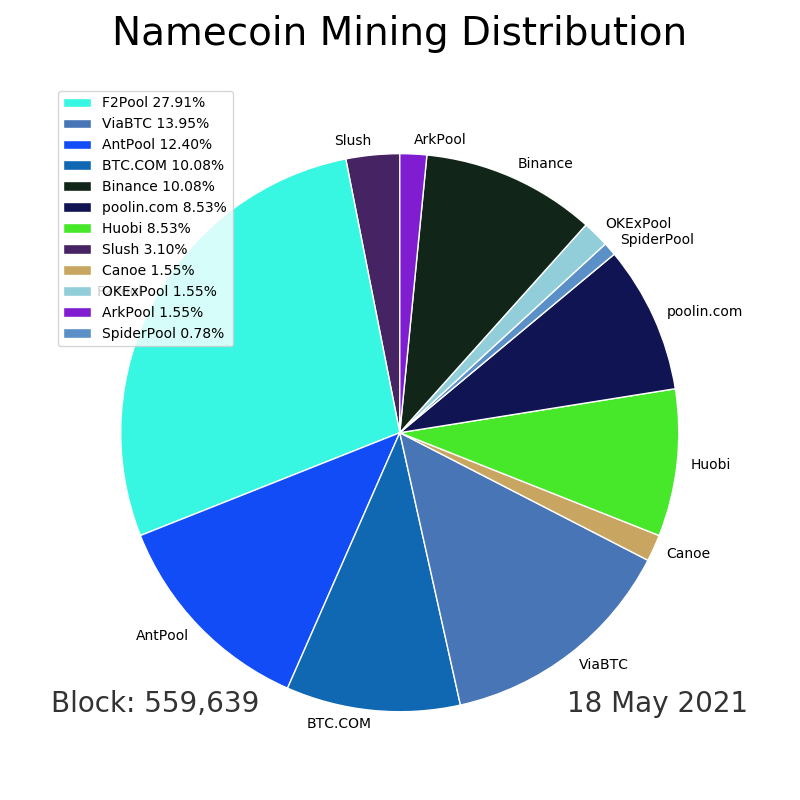 Namecoin Mining Distribution
F2Pool 27.91%
ViaBTC 13.95%
AntPool 12.40%
BTC.COM 10.08%
Binance 10.08%
poolin.com 8.53%
Huobi 8.53%
Slush 3.10%
Canoe 1.55%
OKExPool 1.55%
ArkPool 1.55%
SpiderPool 0.78%
Slush
ArkPool
Binance
OKExPool
SpiderPool
poolin.com
Huobi
Canoe
ViaBTC
BTC.COM
AntPool
Block: 559,639
18 May 2021